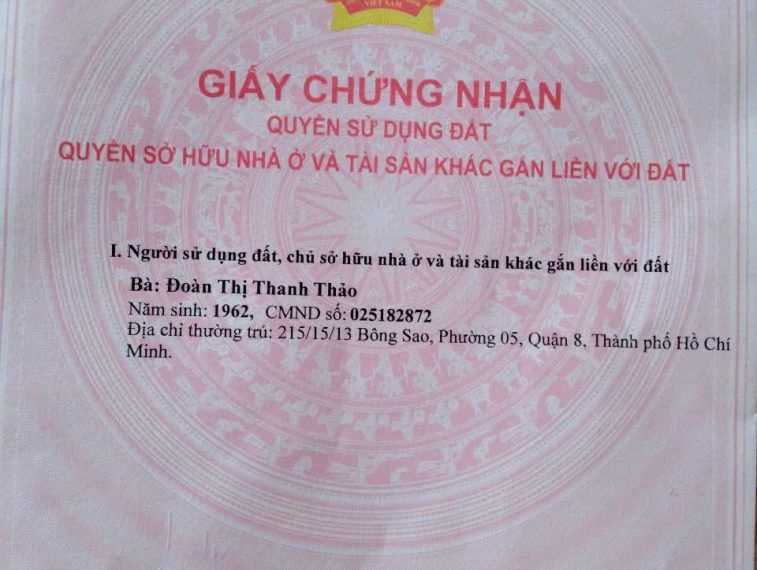 VIỆT NAM
GIẤY CHỨNG NHẬN
QUYỀN SỬ DỤNG ĐẤT
QUYỀN SỞ HỮU NHÀ Ở VÀ TÀI SẢN KHÁC GẮN LIỀN VỚI ĐẤT
I. Người sử dụng đất, chủ sở hữu nhà ở và tài sản khác gắn liền với đất
Bà: Đoàn Thị Thanh Thảo
Năm sinh: 1962, CMND số: 025182872
Địa chỉ thường trú: 215/15/13 Bông Sao, Phường 05, Quận 8, Thành phố Hồ Chí
Minh.